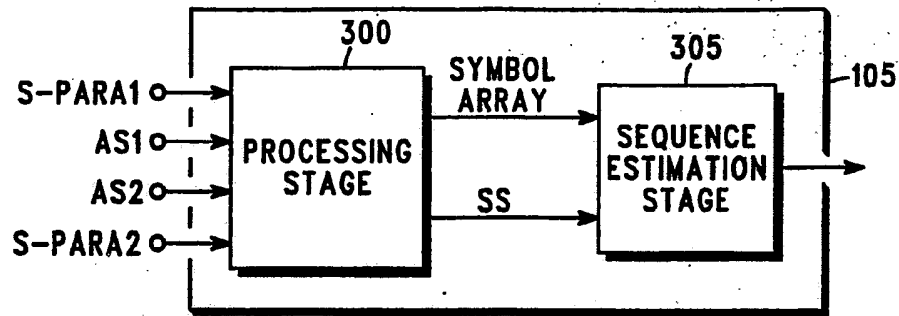 300
305
105
S-PARA1
AS1
AS2
S-PARA2
PROCESSING
STAGE
SYMBOL
ARRAY
SS
SEQUENCE
ESTIMATION
STAGE